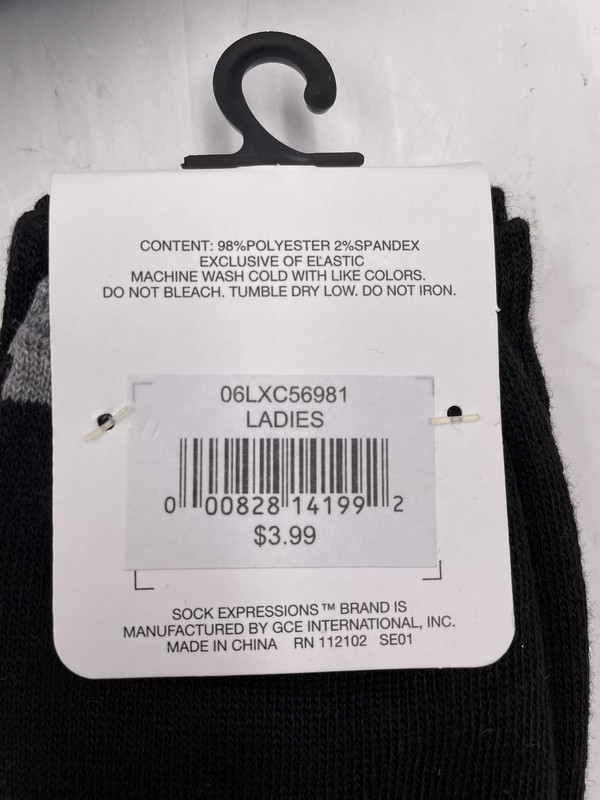 CONTENT: 98%POLYESTER 2%SPANDEX
EXCLUSIVE OF ELASTIC
MACHINE WASH COLD WITH LIKE COLORS.
DO NOT BLEACH. TUMBLE DRY LOW. DO NOT IRON.
06LXC56981
LADIES
0 00828 14199 2
$3.99
SOCK EXPRESSIONS™ BRAND IS
MANUFACTURED BY GCE INTERNATIONAL, INC.
MADE IN CHINA RN 112102 SE01